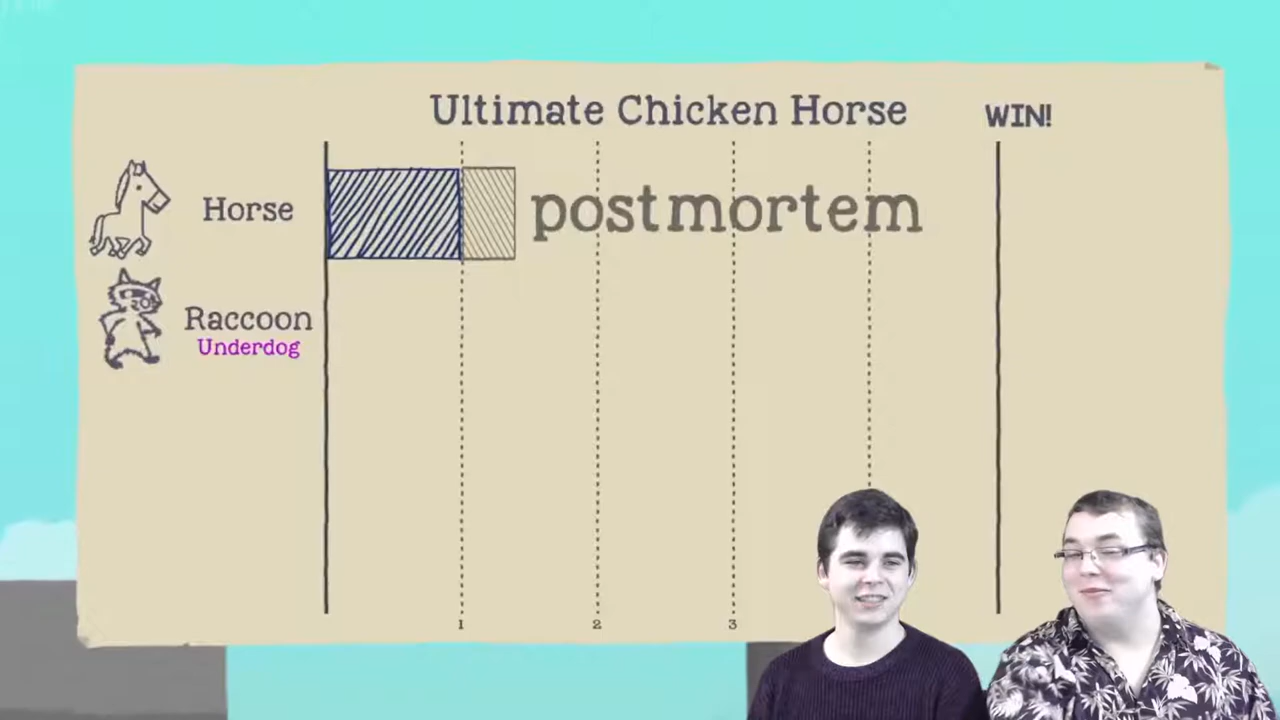 Ultimate Chicken Horse
WIN!
Horse
postmortem
Raccoon
Underdog
1
2
3